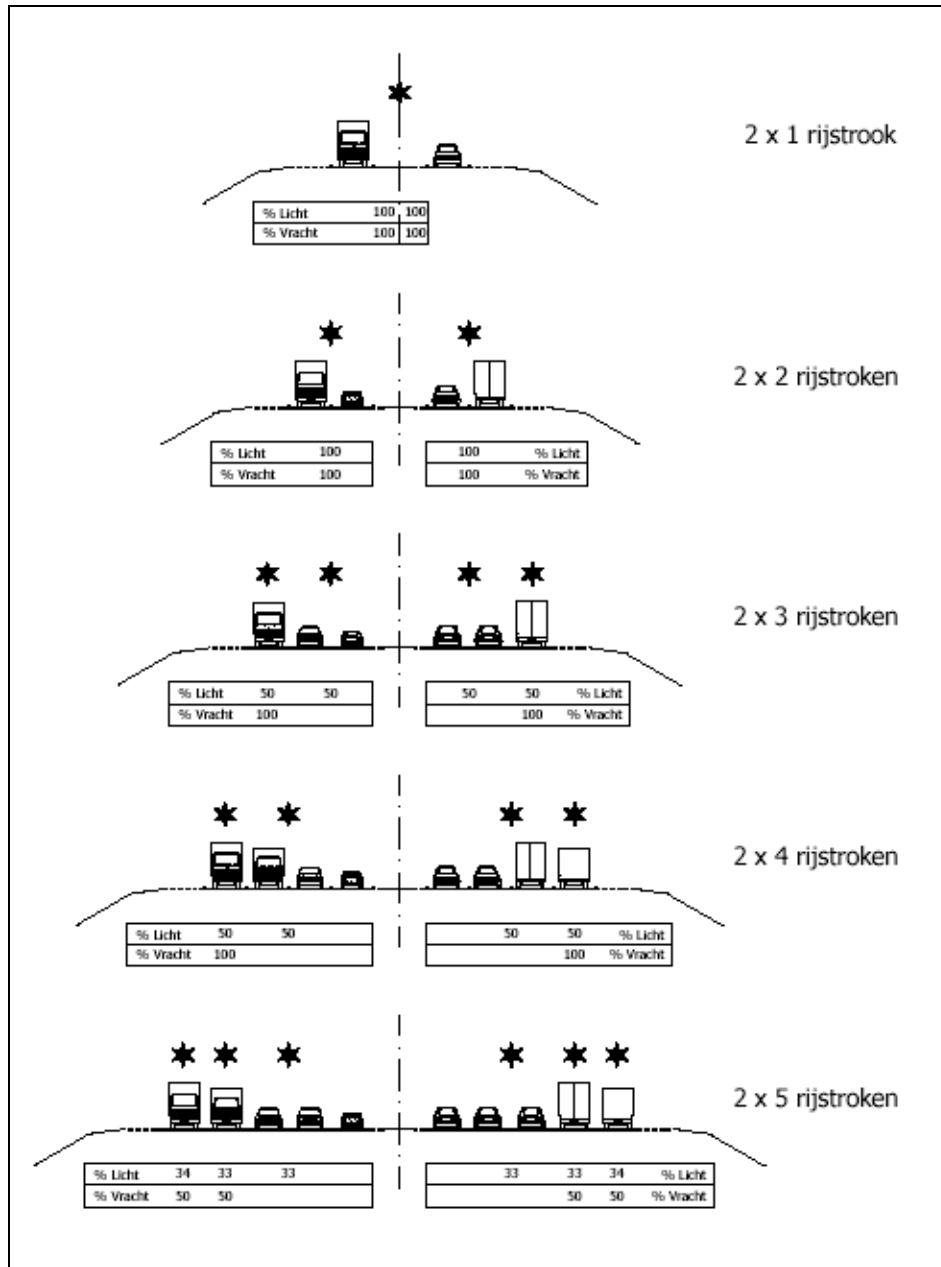 2 x 1 rijstrook
% Licht 100 100
% Vracht 100 100
2 x 2 rijstroken
% Licht 100 100 % Licht
% Vracht 100 100 % Vracht
2 x 3 rijstroken
% Licht 50 50 50 50 % Licht
% Vracht 100 100 % Vracht
2 x 4 rijstroken
% Licht 50 50 50 50 % Licht
% Vracht 100 100 % Vracht
2 x 5 rijstroken
% Licht 34 33 33 33 33 34 % Licht
% Vracht 50 50 50 50 % Vracht